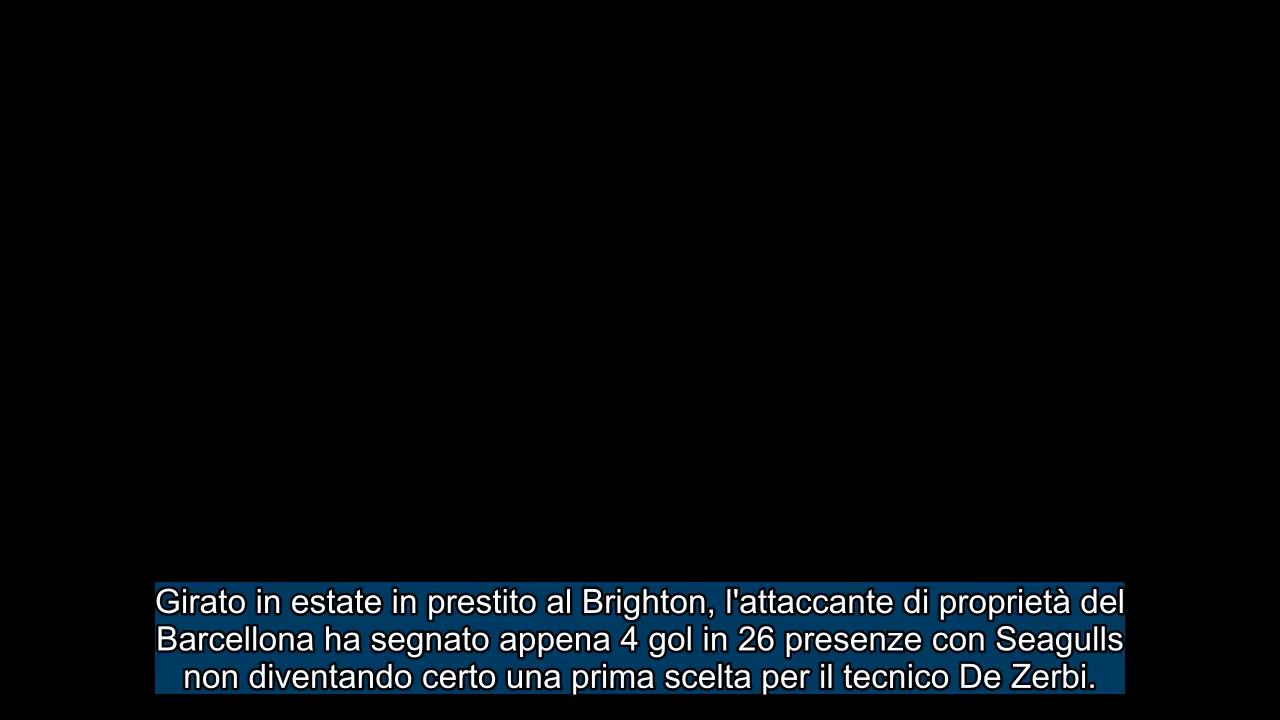 Girato in estate in prestito al Brighton, l'attaccante di proprietà del
Barcellona ha segnato appena 4 gol in 26 presenze con Seagulls
non diventando certo una prima scelta per il tecnico De Zerbi.